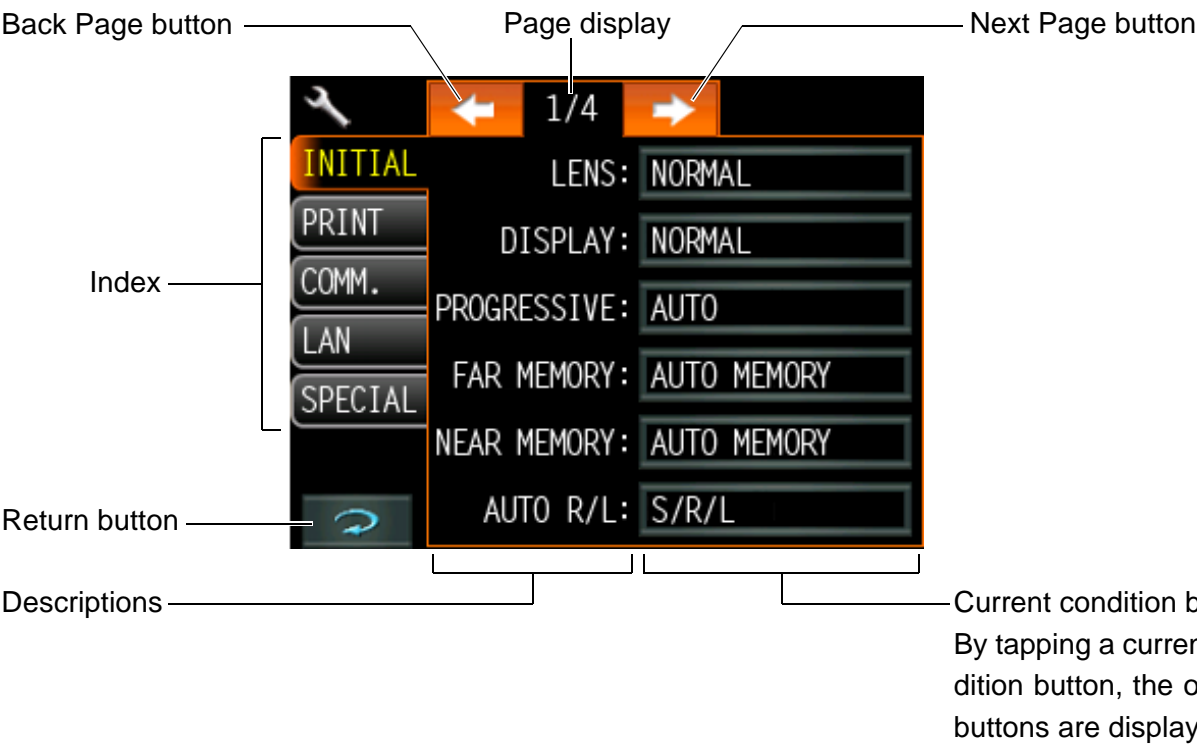 Back Page button
Page display
Next Page button
1/4
INITIAL
LENS: NORMAL
PRINT
DISPLAY: NORMAL
COMM.
Index
PROGRESSIVE: AUTO
LAN
FAR MEMORY: AUTO MEMORY
SPECIAL
NEAR MEMORY: AUTO MEMORY
AUTO R/L: S/R/L
Return button
Descriptions
Current condition
By tapping a
dition button, the
buttons are